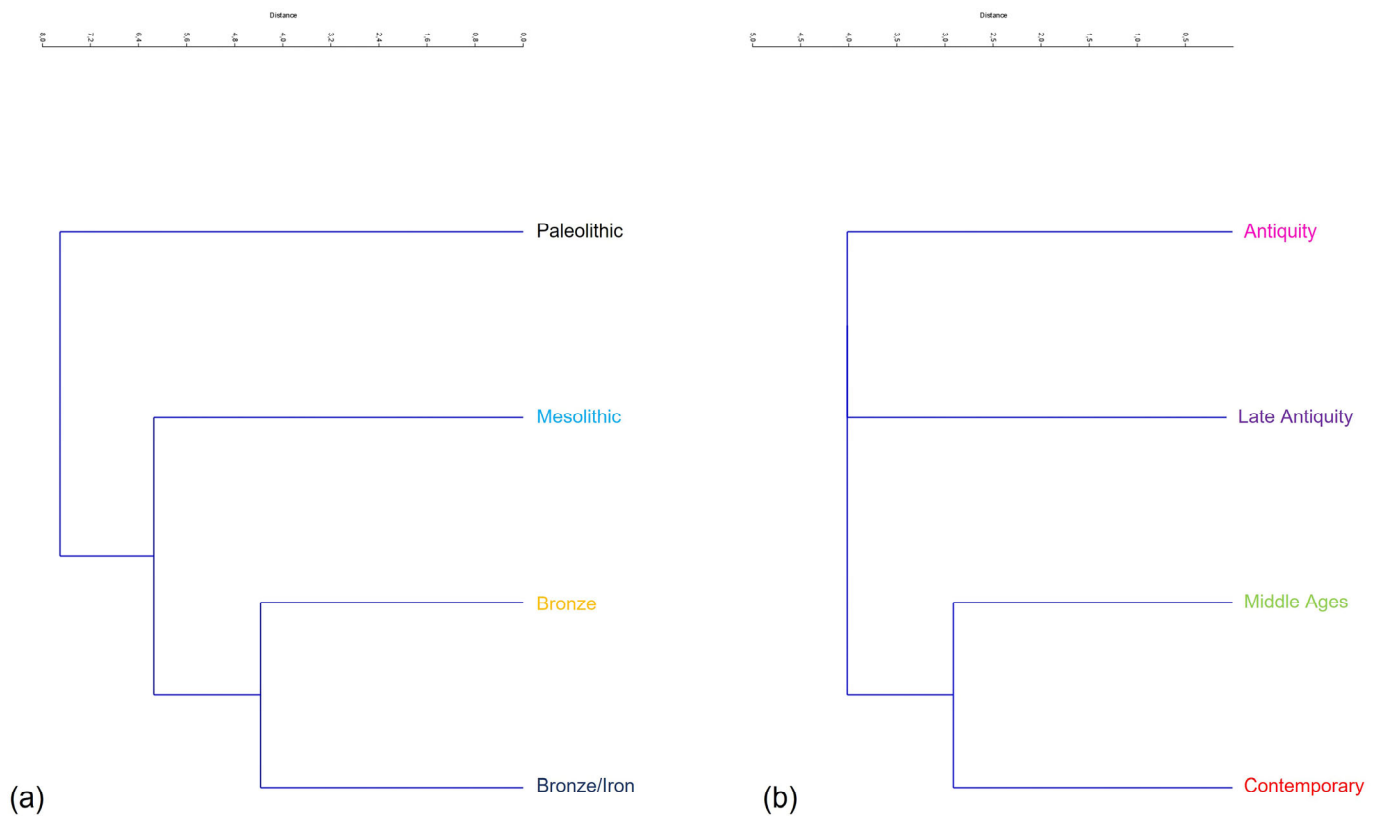 Distance
8,0 7,2 6,4 5,6 4,8 4,0 3,2 2,4 1,6 0,8 0,0
Paleolithic
Mesolithic
Bronze
Bronze/Iron
(a)
Distance
5,0 4,5 4,0 3,5 3,0 2,5 2,0 1,5 1,0 0,5
Antiquity
Late Antiquity
Middle Ages
Contemporary
(b)